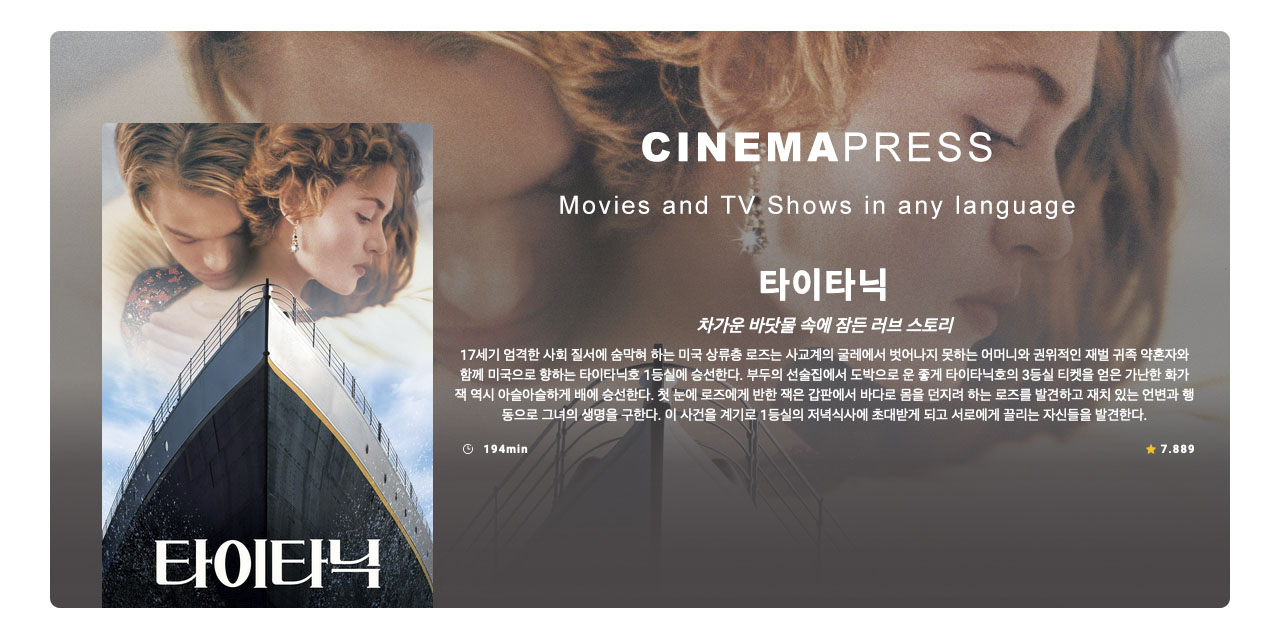 CINEMAPRESS
Movies and TV Shows in any language
타이타닉
차가운 바닷물 속에 잠든 러브 스토리
17세기 엄격한 사회 질서에 숨막혀 하는 미국 상류층 로즈는 사교계의 굴레에서 벗어나지 못하는 어머니와 권위적인 재벌 귀족 약혼자와
함께 미국으로 향하는 타이타닉호 1등실에 승선한다. 부두의 선술집에서 도박으로 운 좋게 타이타닉호의 3등실 티켓을 얻은 가난한 화가
잭 역시 아슬아슬하게 배에 승선한다. 첫 눈에 로즈에게 반한 잭은 갑판에서 바다로 몸을 던지려 하는 로즈를 발견하고 재치 있는 언변과 행
동으로 그녀의 생명을 구한다. 이 사건을 계기로 1등실의 저녁식사에 초대받게 되고 서로에게 끌리는 자신들을 발견한다.
194min
7.889
타이타닉